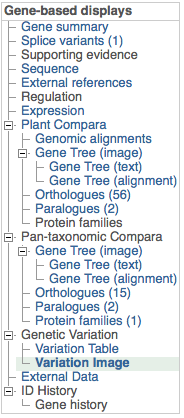 Gene-based displays
Gene summary
Splice variants (1)
Supporting evidence
Sequence
External references
Regulation
Expression
Plant Compara
Genomic alignments
Gene Tree (image)
Gene Tree (text)
Gene Tree (alignment)
Orthologues (56)
Paralogues (2)
Protein families
Pan-taxonomic Compara
Gene Tree (image)
Gene Tree (text)
Gene Tree (alignment)
Orthologues (15)
Paralogues (2)
Protein families (1)
Genetic Variation
Variation Table
Variation Image
External Data
ID History
Gene history